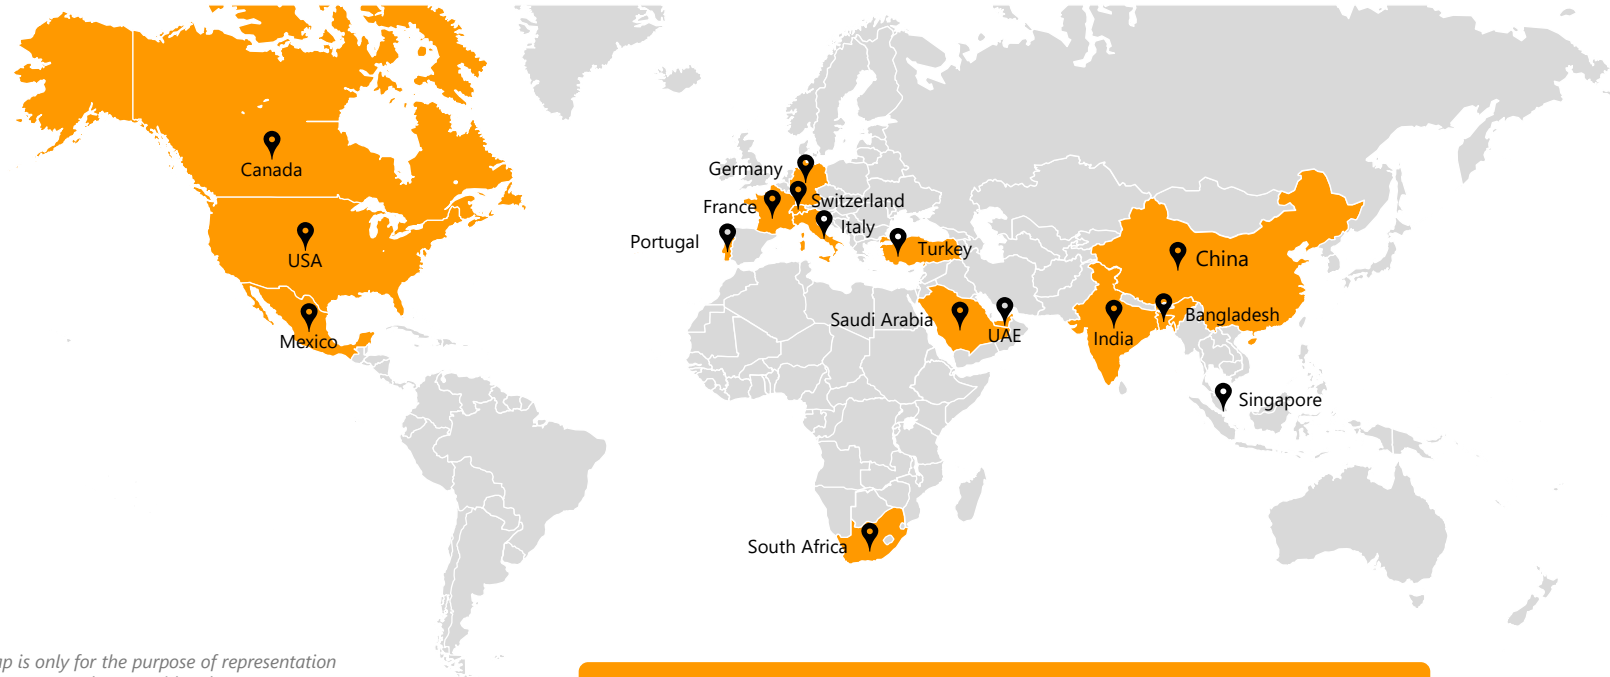 Canada
USA
Mexico
Germany
Switzerland
France
Italy
Portugal
Turkey
China
Saudi Arabia
UAE
India
Bangladesh
Singapore
South Africa
is only for the purpose of representation